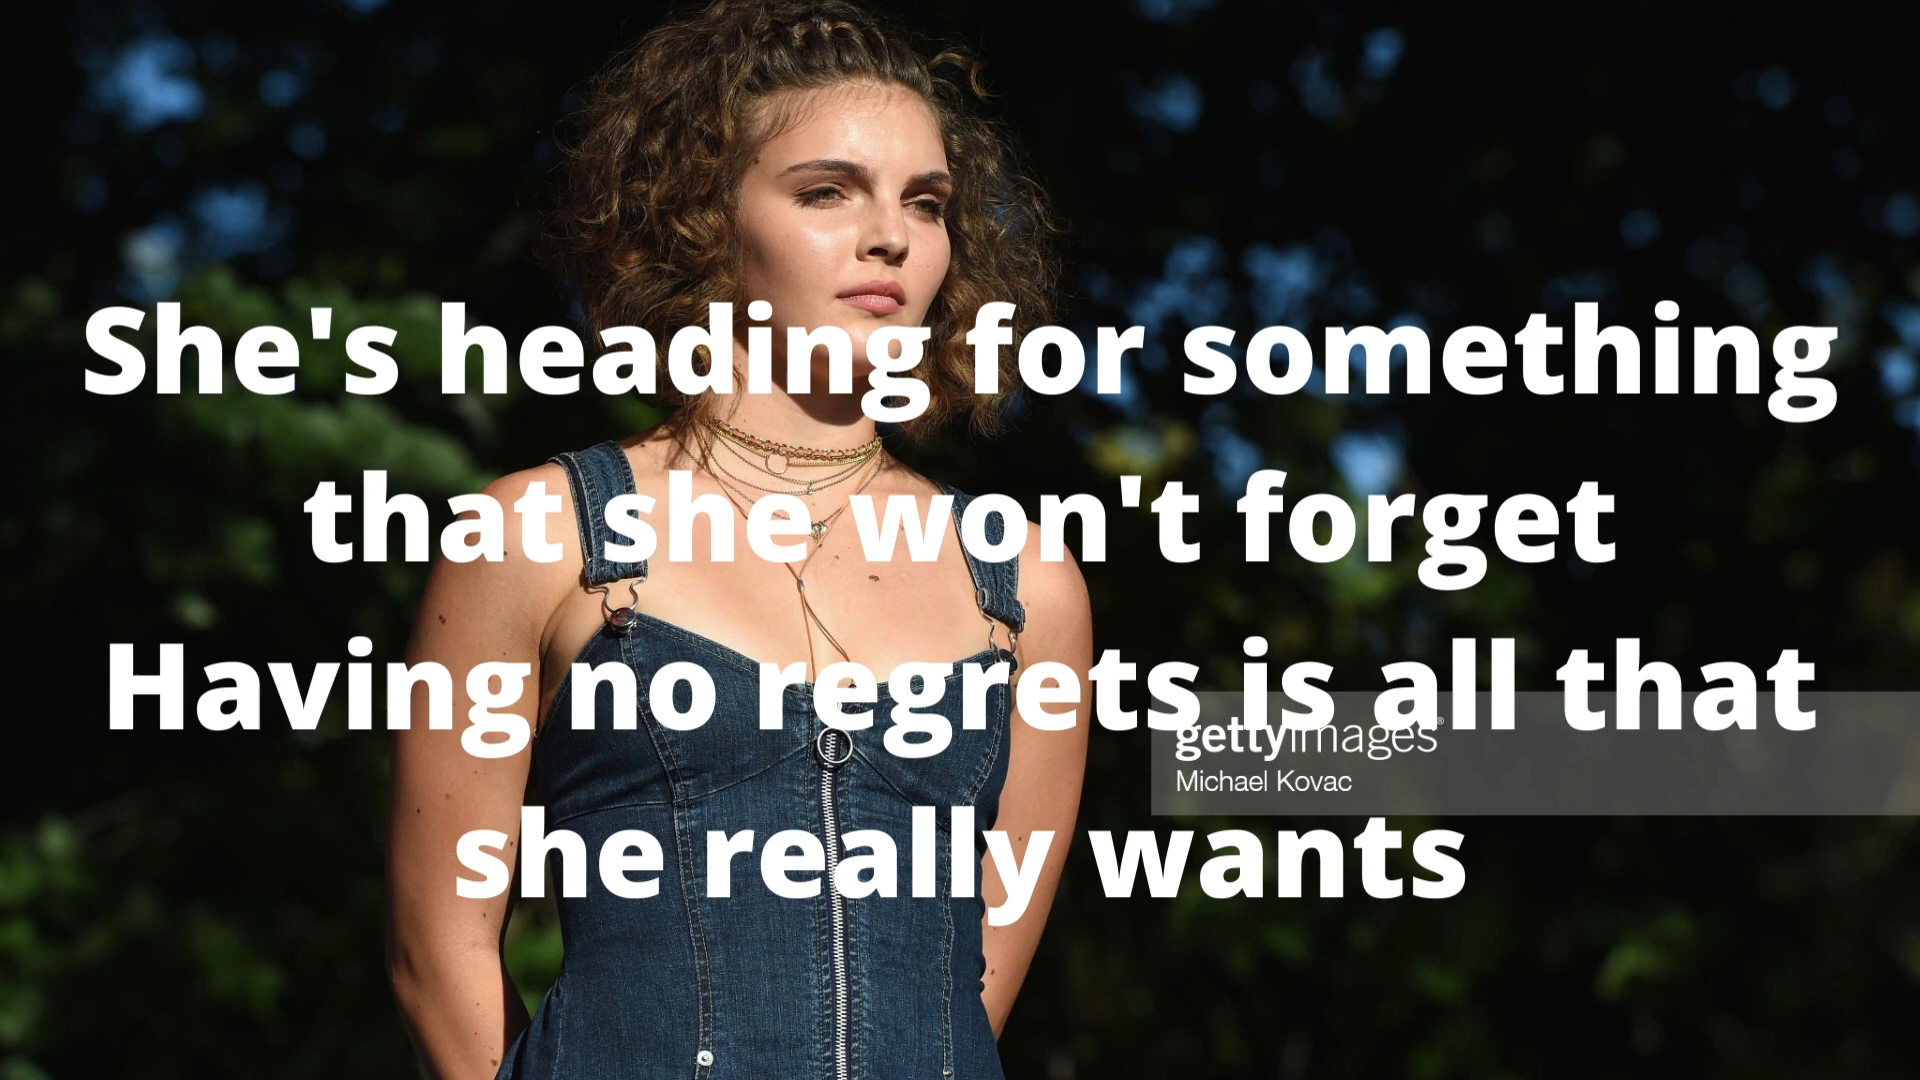 She's heading for something
that she won't forget
Having no regrets is all that
gettyimages®
Michael Kovac
she really wants